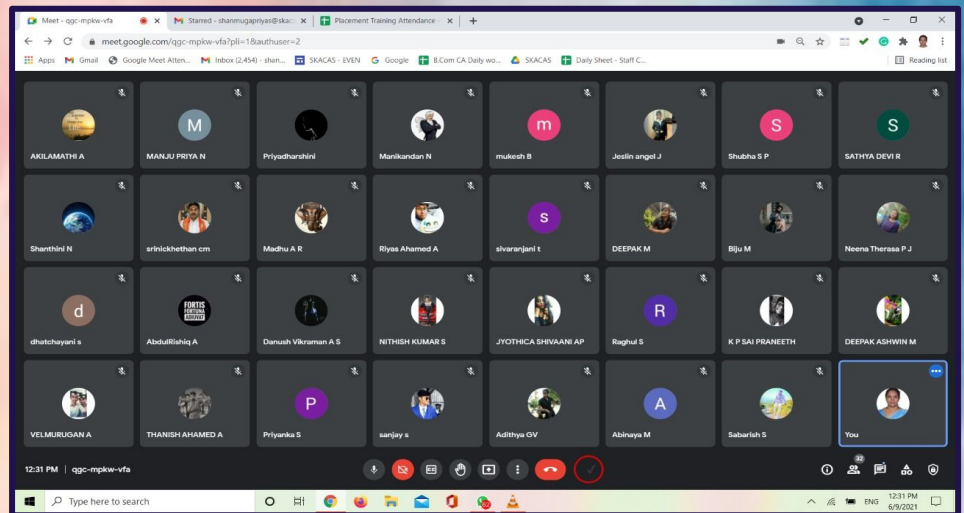 Meet - qgc-mpkw-vfa
Starred - shanmugapriyas@skac
Placement Training Attendance -
meet.google.com/qgc-mpkw-vfa?pli=1&authuser=2
Apps
Gmail
Google Meet Atten...
Inbox (2,454) - shan...
SKACAS - EVEN
Google
B.Com CA Daily wo...
SKACAS
Daily Sheet - Staff C...
Reading list
M m S S
AKILAMATHI A MANJU PRIYA N Priyadharshini Manikandan N mukesh B Jeslin angel J Shubha S P SATHYA DEVI R
s
Shanthini N srinickhethan cm Madhu A R Riyas Ahamed A sivaranjani t DEEPAK M Biju M Neena Therasa P J
d FORTIS FORTUNA ADIUVAT R
dhatchayani s AbdulRishiq A Danush Vikraman A S NITHISH KUMAR S JYOTHICA SHIVAANI AP Raghul S K P SAI PRANEETH DEEPAK ASHWIN M
P A
VELMURUGAN A THANISH AHAMED A Priyanka S sanjay s Adithya GV Abinaya M Sabarish S You
12:31 PM | qgc-mpkw-vfa
32
Type here to search
ENG
12:31 PM
6/9/2021